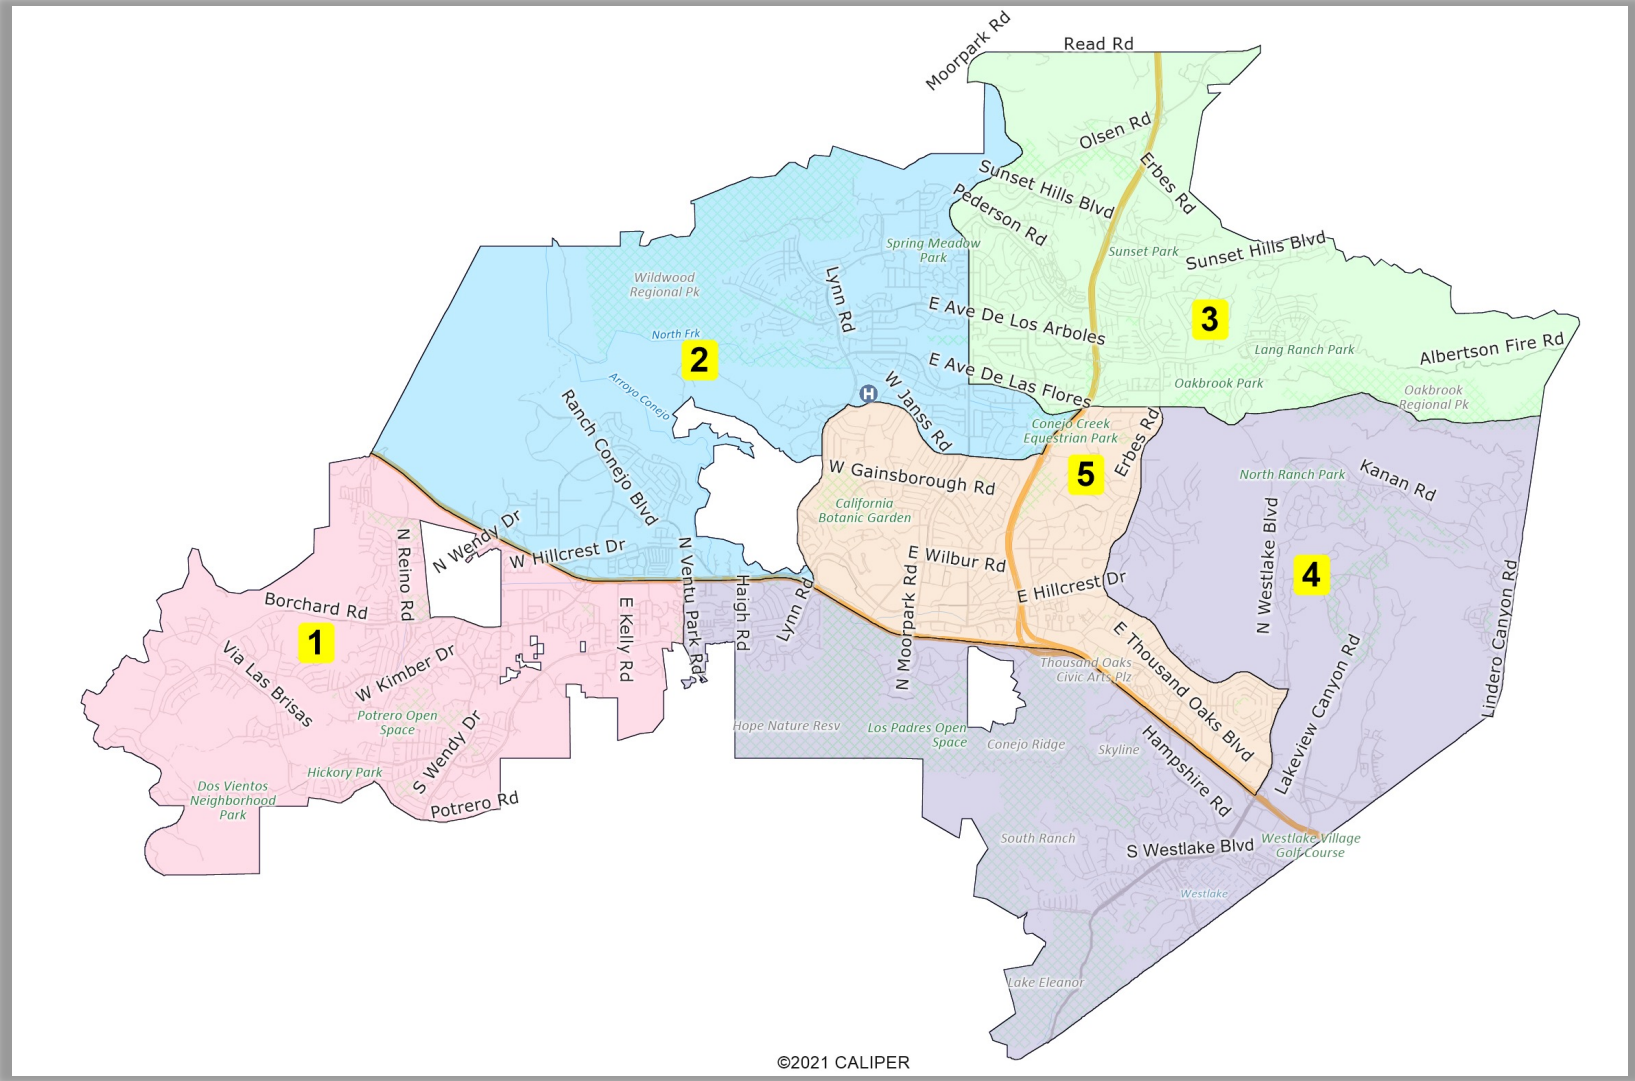 Moorpark Rd
Read Rd
Olsen Rd
Erbes Rd
Sunset Hills Blvd
Pederson Rd
Spring Meadow
Park
Sunset Park
Sunset Hills Blvd
Wildwood
Regional Pk
Lynn Rd
E Ave De Los Arboles
3
North Frk
2
Lang Ranch Park
Albertson Fire Rd
E Ave De Las Flores
Arroyo Conejo
H
W Janss Rd
Oakbrook Park
Oakbrook
Regional Pk
Ranch Conejo Blvd
Conejo Creek
Equestrian Park
Erbes Rd
W Gainsborough Rd
5
North Ranch Park
Kanan Rd
California
Botanic Garden
N Wendy Dr
N Reino Rd
W Hillcrest Dr
N Westlake Blvd
E Wilbur Rd
N Ventu Park Rd
Haigh Rd
Lynn Rd
N Moorpark Rd
E Hillcrest Dr
4
Lindero Canyon Rd
Borchard Rd
1
E Kelly Rd
Via Las Brisas
W Kimber Dr
Thousand Oaks
Civic Arts Plz
E Thousand Oaks Blvd
Lakeview Canyon Rd
Potrero Open
Space
Hope Nature Resv
Los Padres Open
Space
Conejo Ridge
Skyline
Hampshire Rd
S Wendy Dr
Hickory Park
Dos Vientos
Neighborhood
Park
Potrero Rd
South Ranch
S Westlake Blvd
Westlake Village
Golf Course
Westlake
Lake Eleanor
©2021 CALIPER